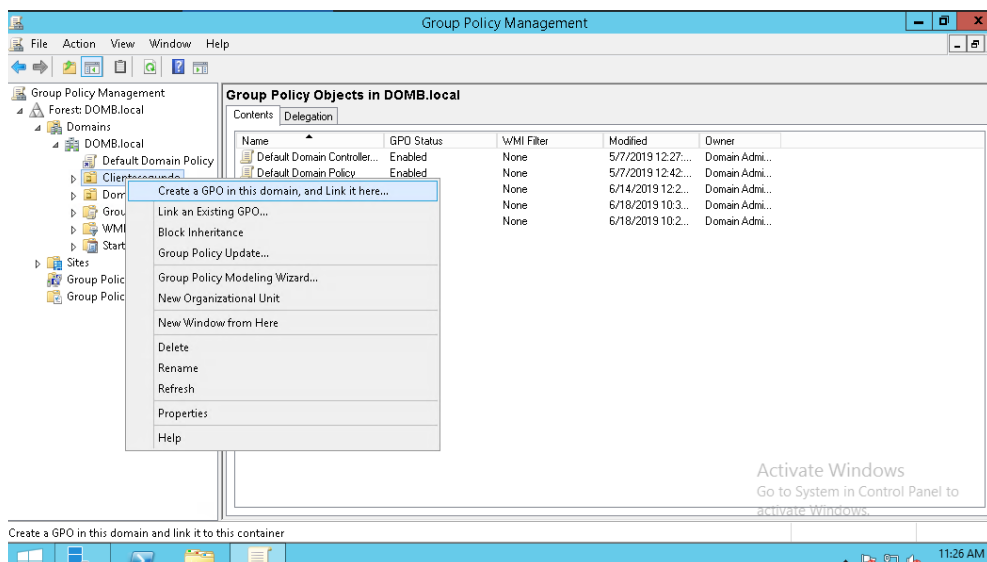 Group Policy Management
File Action View Window Help
Group Policy Management
Forest: DOMB.local
Domains
DOMB.local
Default Domain Policy
Clientesegundo
Dom
Grou
WMI
Start
Sites
Group Polic
Group Polic
Create a GPO in this domain, and Link it here...
Link an Existing GPO...
Block Inheritance
Group Policy Update...
Group Policy Modeling Wizard...
New Organizational Unit
New Window from Here
Delete
Rename
Refresh
Properties
Help
Group Policy Objects in DOMB.local
Contents Delegation
Name GPO Status WMI Filter Modified Owner
Default Domain Controller... Enabled None 5/7/2019 12:27:... Domain Admi...
Default Domain Policy Enabled None 5/7/2019 12:42:... Domain Admi...
None 6/14/2019 12:2... Domain Admi...
None 6/18/2019 10:3... Domain Admi...
None 6/18/2019 10:2... Domain Admi...
Activate Windows
Go to System in Control Panel to
activate Windows.
Create a GPO in this domain and link it to this container
11:26 AM